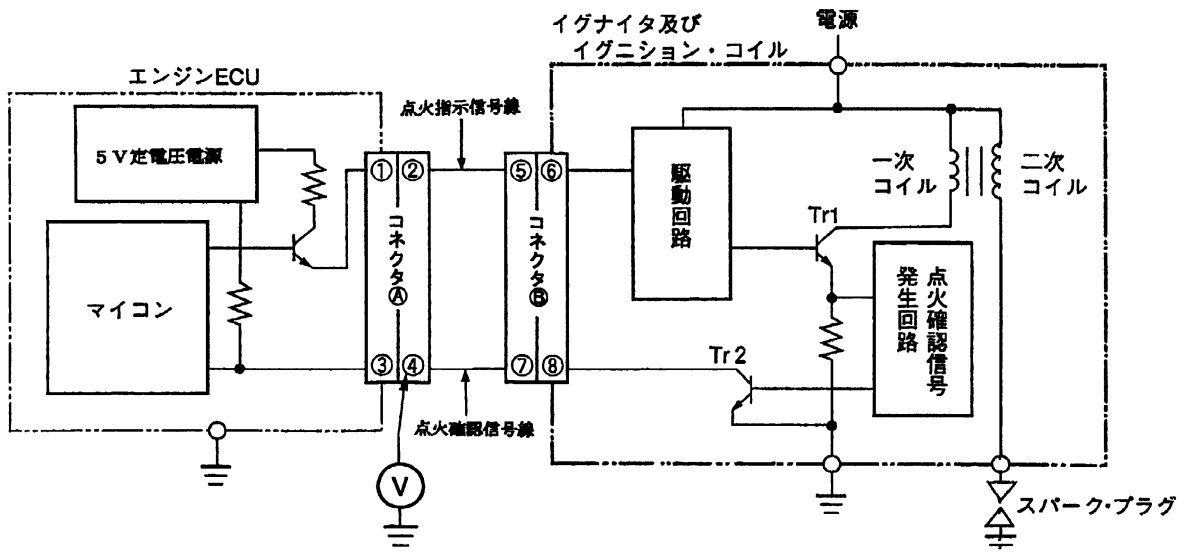 イグナイタ及び
イグニション・コイル
電源
エンジンECU
5V定電圧電源
点火指示信号線
① ② ⑤ ⑥
駆動回路
一次
コイル
二次
コイル
コネクタⒶ
コネクタⒷ
マイコン
Tr1
点火確認信号
発生回路
Tr2
③ ④ ⑦ ⑧
点火確認信号線
V
スパーク・プラグ